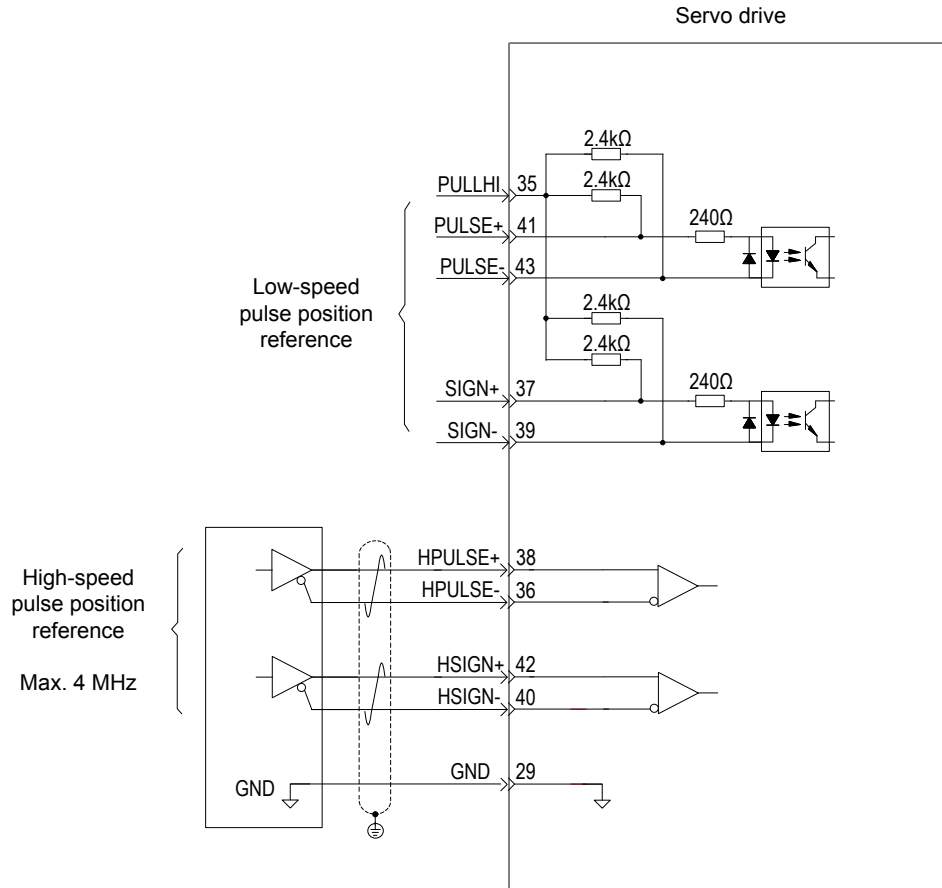 Servo drive
2.4kΩ
PULLHI 35 2.4kΩ
PULSE+ 41 240Ω
PULSE- 43
Low-speed
pulse position
reference
2.4kΩ
2.4kΩ
SIGN+ 37 240Ω
SIGN- 39
High-speed
pulse position
reference
Max. 4 MHz
HPULSE+ 38
HPULSE- 36
HSIGN+ 42
HSIGN- 40
GND GND 29